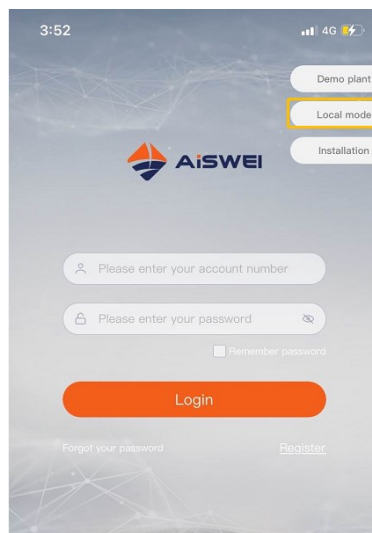 3:52
4G
Demo plant
Local mode
Installation
AiSWEI
Please enter your account number
Please enter your password
Remember password
Login
Forgot your password
Register